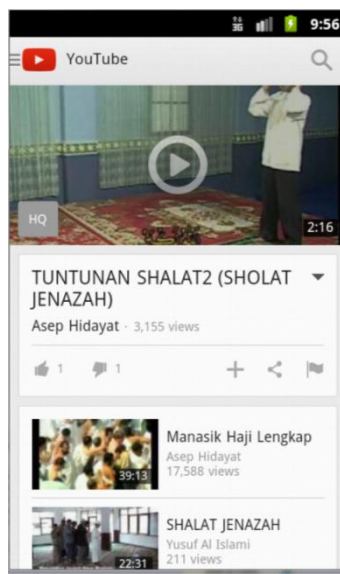 3G 9:56
YouTube
HQ
2:16
TUNTUNAN SHALAT2 (SHOLAT
JENAZAH)
Asep Hidayat · 3,155 views
1 1
Manasik Haji Lengkap
Asep Hidayat
17,588 views
39:13
SHALAT JENAZAH
Yusuf Al Islami
211 views
22:31